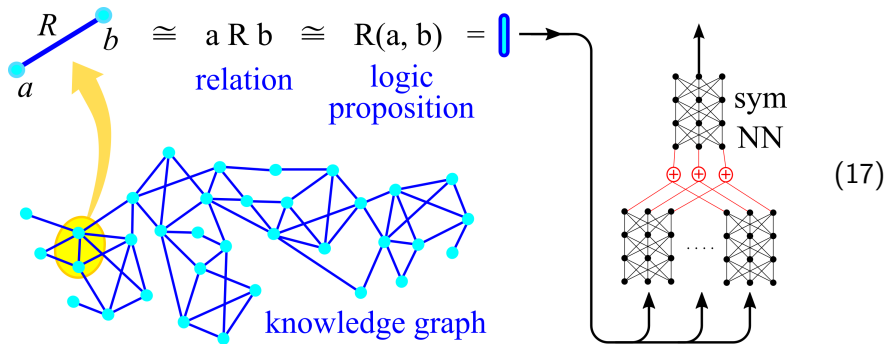 R
a
b
≅ a R b ≅ R(a, b) =
relation
logic
proposition
sym
NN
⊕ ⊕ ⊕
(17)
....
knowledge graph